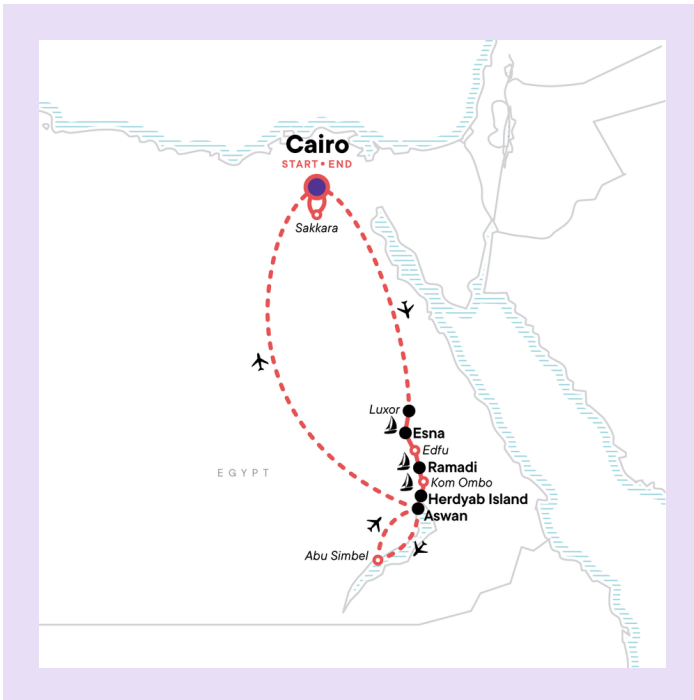 Cairo
START • END
Sakkara
Luxor
Esna
Edfu
Ramadi
EGYPT
Kom Ombo
Herdyab Island
Aswan
Abu Simbel